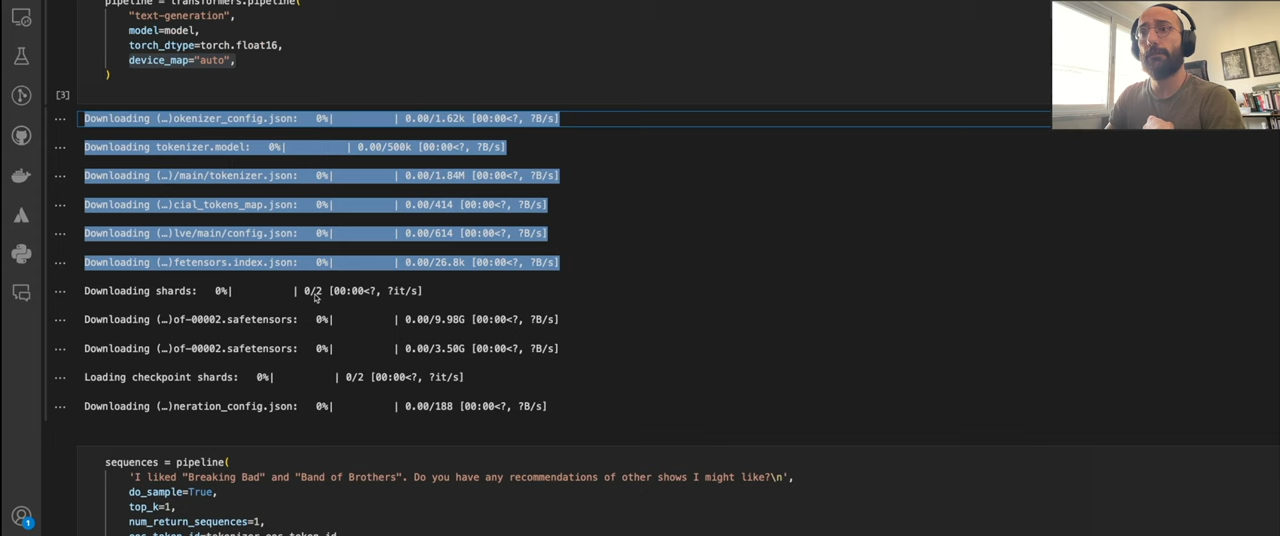 pipeline = transformers.pipeline(
"text-generation",
model=model,
torch_dtype=torch.float16,
device_map="auto",
)
[3]
... Downloading (…)okenizer_config.json:   0%|          | 0.00/1.62k [00:00<?, ?B/s]
... Downloading tokenizer.model:   0%|          | 0.00/500k [00:00<?, ?B/s]
... Downloading (…)/main/tokenizer.json:   0%|          | 0.00/1.84M [00:00<?, ?B/s]
... Downloading (…)cial_tokens_map.json:   0%|          | 0.00/414 [00:00<?, ?B/s]
... Downloading (…)lve/main/config.json:   0%|          | 0.00/614 [00:00<?, ?B/s]
... Downloading (…)fetensors.index.json:   0%|          | 0.00/26.8k [00:00<?, ?B/s]
... Downloading shards:   0%|          | 0/2 [00:00<?, ?it/s]
... Downloading (…)of-00002.safetensors:   0%|          | 0.00/9.98G [00:00<?, ?B/s]
... Downloading (…)of-00002.safetensors:   0%|          | 0.00/3.50G [00:00<?, ?B/s]
... Loading checkpoint shards:   0%|          | 0/2 [00:00<?, ?it/s]
... Downloading (…)neration_config.json:   0%|          | 0.00/188 [00:00<?, ?B/s]
sequences = pipeline(
'I liked "Breaking Bad" and "Band of Brothers". Do you have any recommendations of other shows I might like?\n',
do_sample=True,
top_k=1,
num_return_sequences=1,
eos_token_id=tokenizer.eos_token_id
1